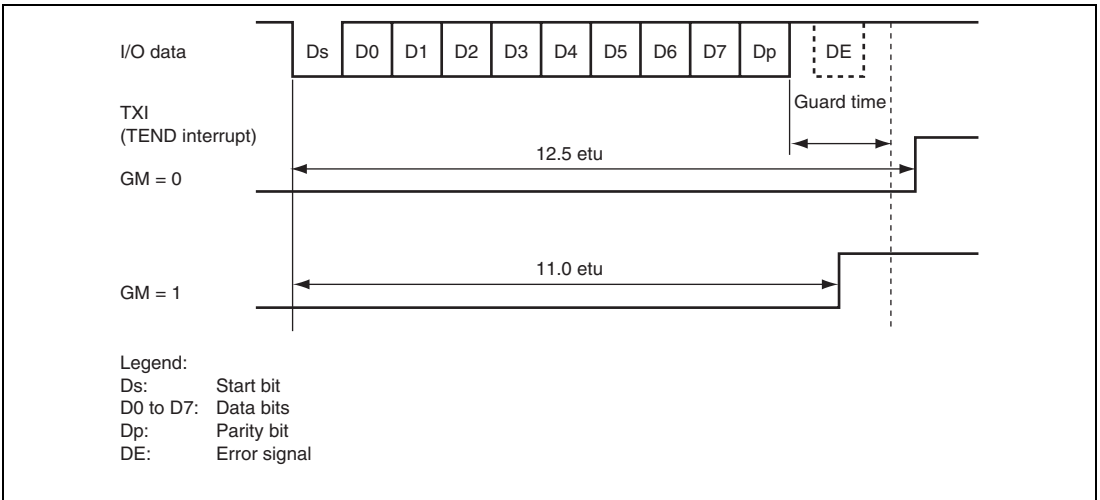 I/O data
Ds D0 D1 D2 D3 D4 D5 D6 D7 Dp DE
Guard time
TXI
(TEND interrupt)
12.5 etu
GM = 0
11.0 etu
GM = 1
Legend:
Ds: Start bit
D0 to D7: Data bits
Dp: Parity bit
DE: Error signal